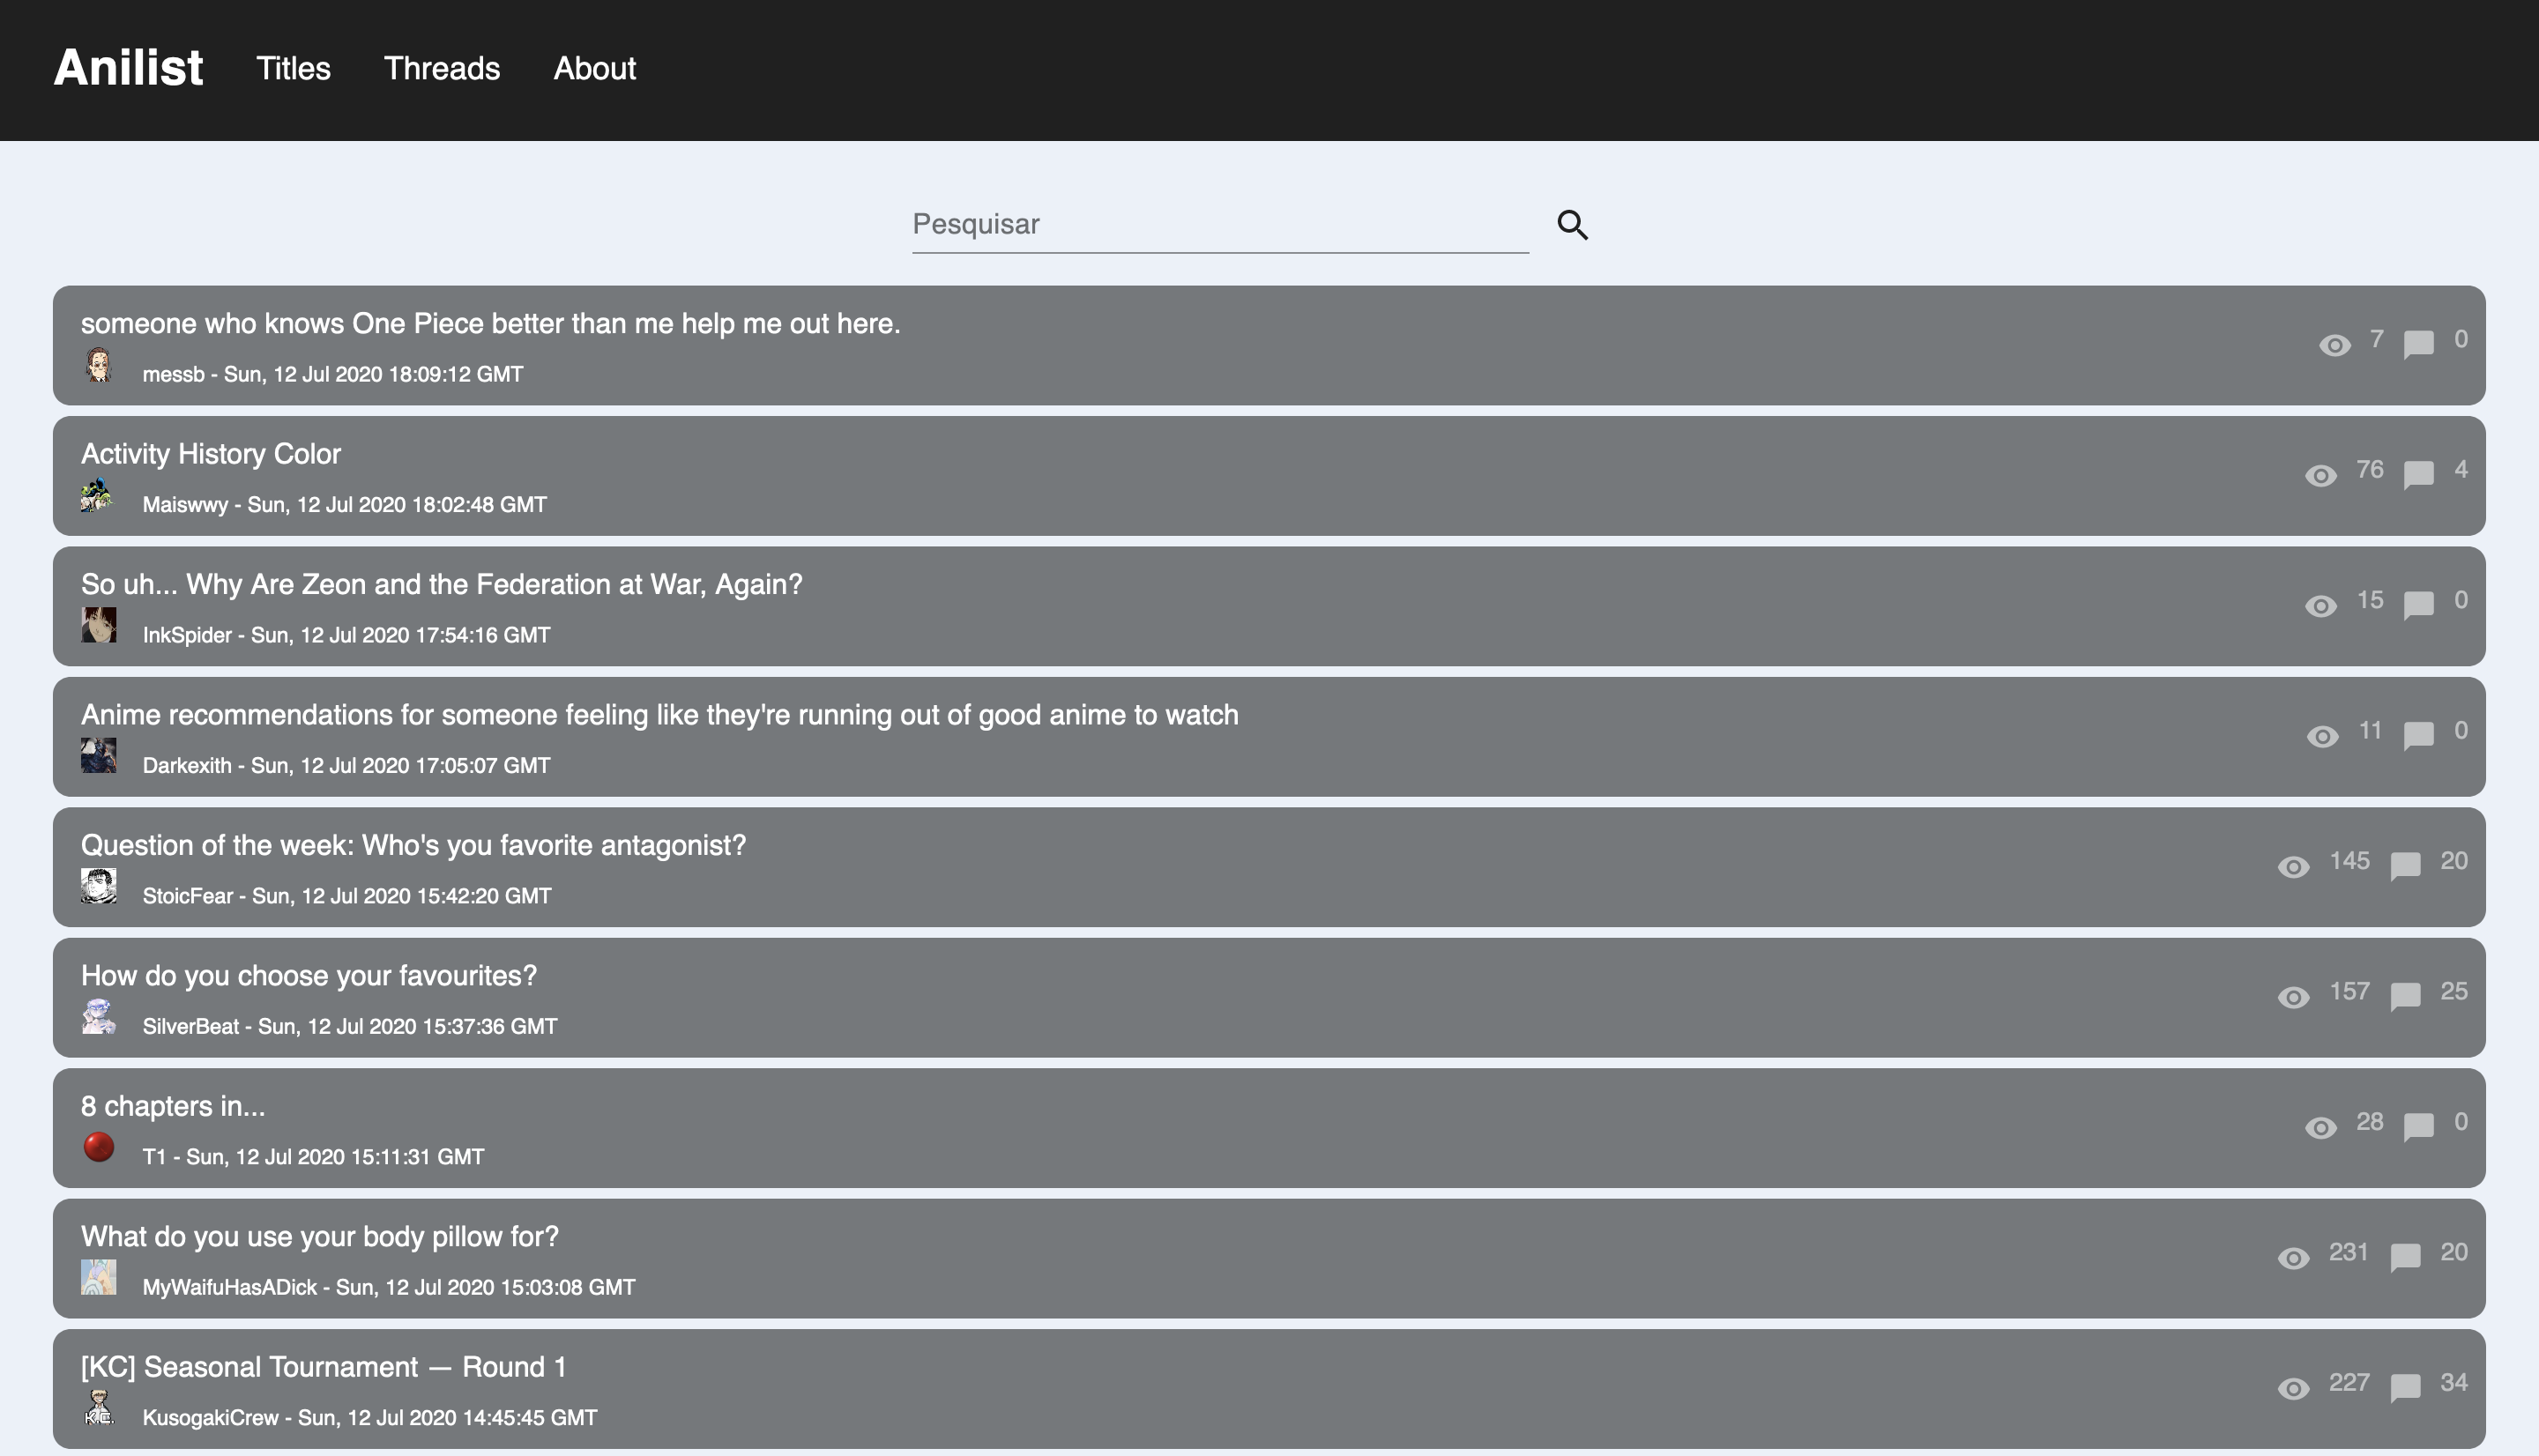 Anilist Titles Threads About
Pesquisar
someone who knows One Piece better than me help me out here.
7 0
messb - Sun, 12 Jul 2020 18:09:12 GMT
Activity History Color
76 4
Maiswwy - Sun, 12 Jul 2020 18:02:48 GMT
So uh... Why Are Zeon and the Federation at War, Again?
15 0
InkSpider - Sun, 12 Jul 2020 17:54:16 GMT
Anime recommendations for someone feeling like they're running out of good anime to watch
11 0
Darkexith - Sun, 12 Jul 2020 17:05:07 GMT
Question of the week: Who's you favorite antagonist?
145 20
StoicFear - Sun, 12 Jul 2020 15:42:20 GMT
How do you choose your favourites?
157 25
SilverBeat - Sun, 12 Jul 2020 15:37:36 GMT
8 chapters in...
28 0
T1 - Sun, 12 Jul 2020 15:11:31 GMT
What do you use your body pillow for?
231 20
MyWaifuHasADick - Sun, 12 Jul 2020 15:03:08 GMT
[KC] Seasonal Tournament — Round 1
227 34
K.C.
KusogakiCrew - Sun, 12 Jul 2020 14:45:45 GMT